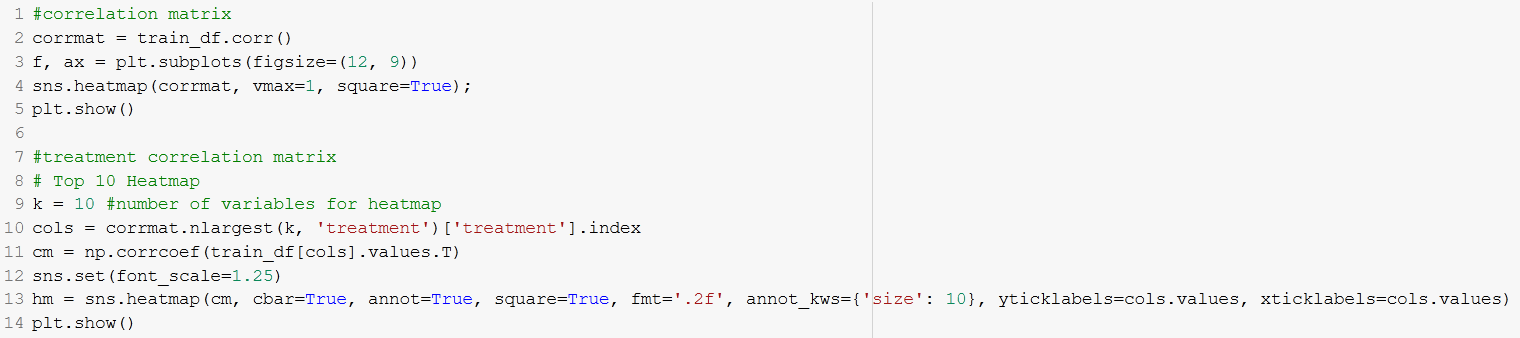 1 #correlation matrix
2 corrmat = train_df.corr()
3 f, ax = plt.subplots(figsize=(12, 9))
4 sns.heatmap(corrmat, vmax=1, square=True);
5 plt.show()
6
7 #treatment correlation matrix
8 # Top 10 Heatmap
9 k = 10 #number of variables for heatmap
10 cols = corrmat.nlargest(k, 'treatment')['treatment'].index
11 cm = np.corrcoef(train_df[cols].values.T)
12 sns.set(font_scale=1.25)
13 hm = sns.heatmap(cm, cbar=True, annot=True, square=True, fmt='.2f', annot_kws={'size': 10}, yticklabels=cols.values, xticklabels=cols.values)
14 plt.show()